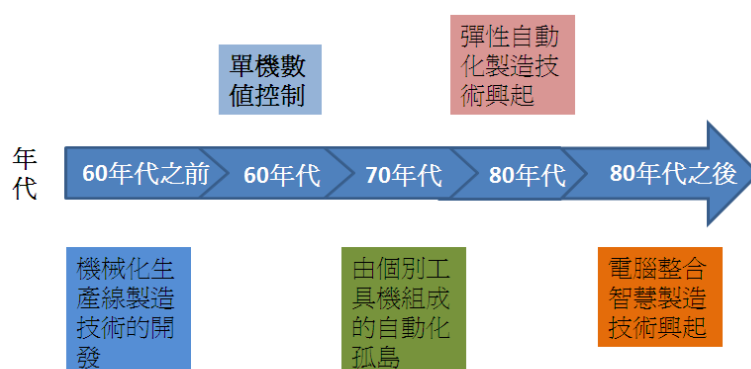 單機數
值控制
彈性自動
化製造技
術興起
年
代
60年代之前
60年代
70年代
80年代
80年代之後
機械化生
產線製造
技術的開
發
由個別工
具機組成
的自動化
孤島
電腦整合
智慧製造
技術興起